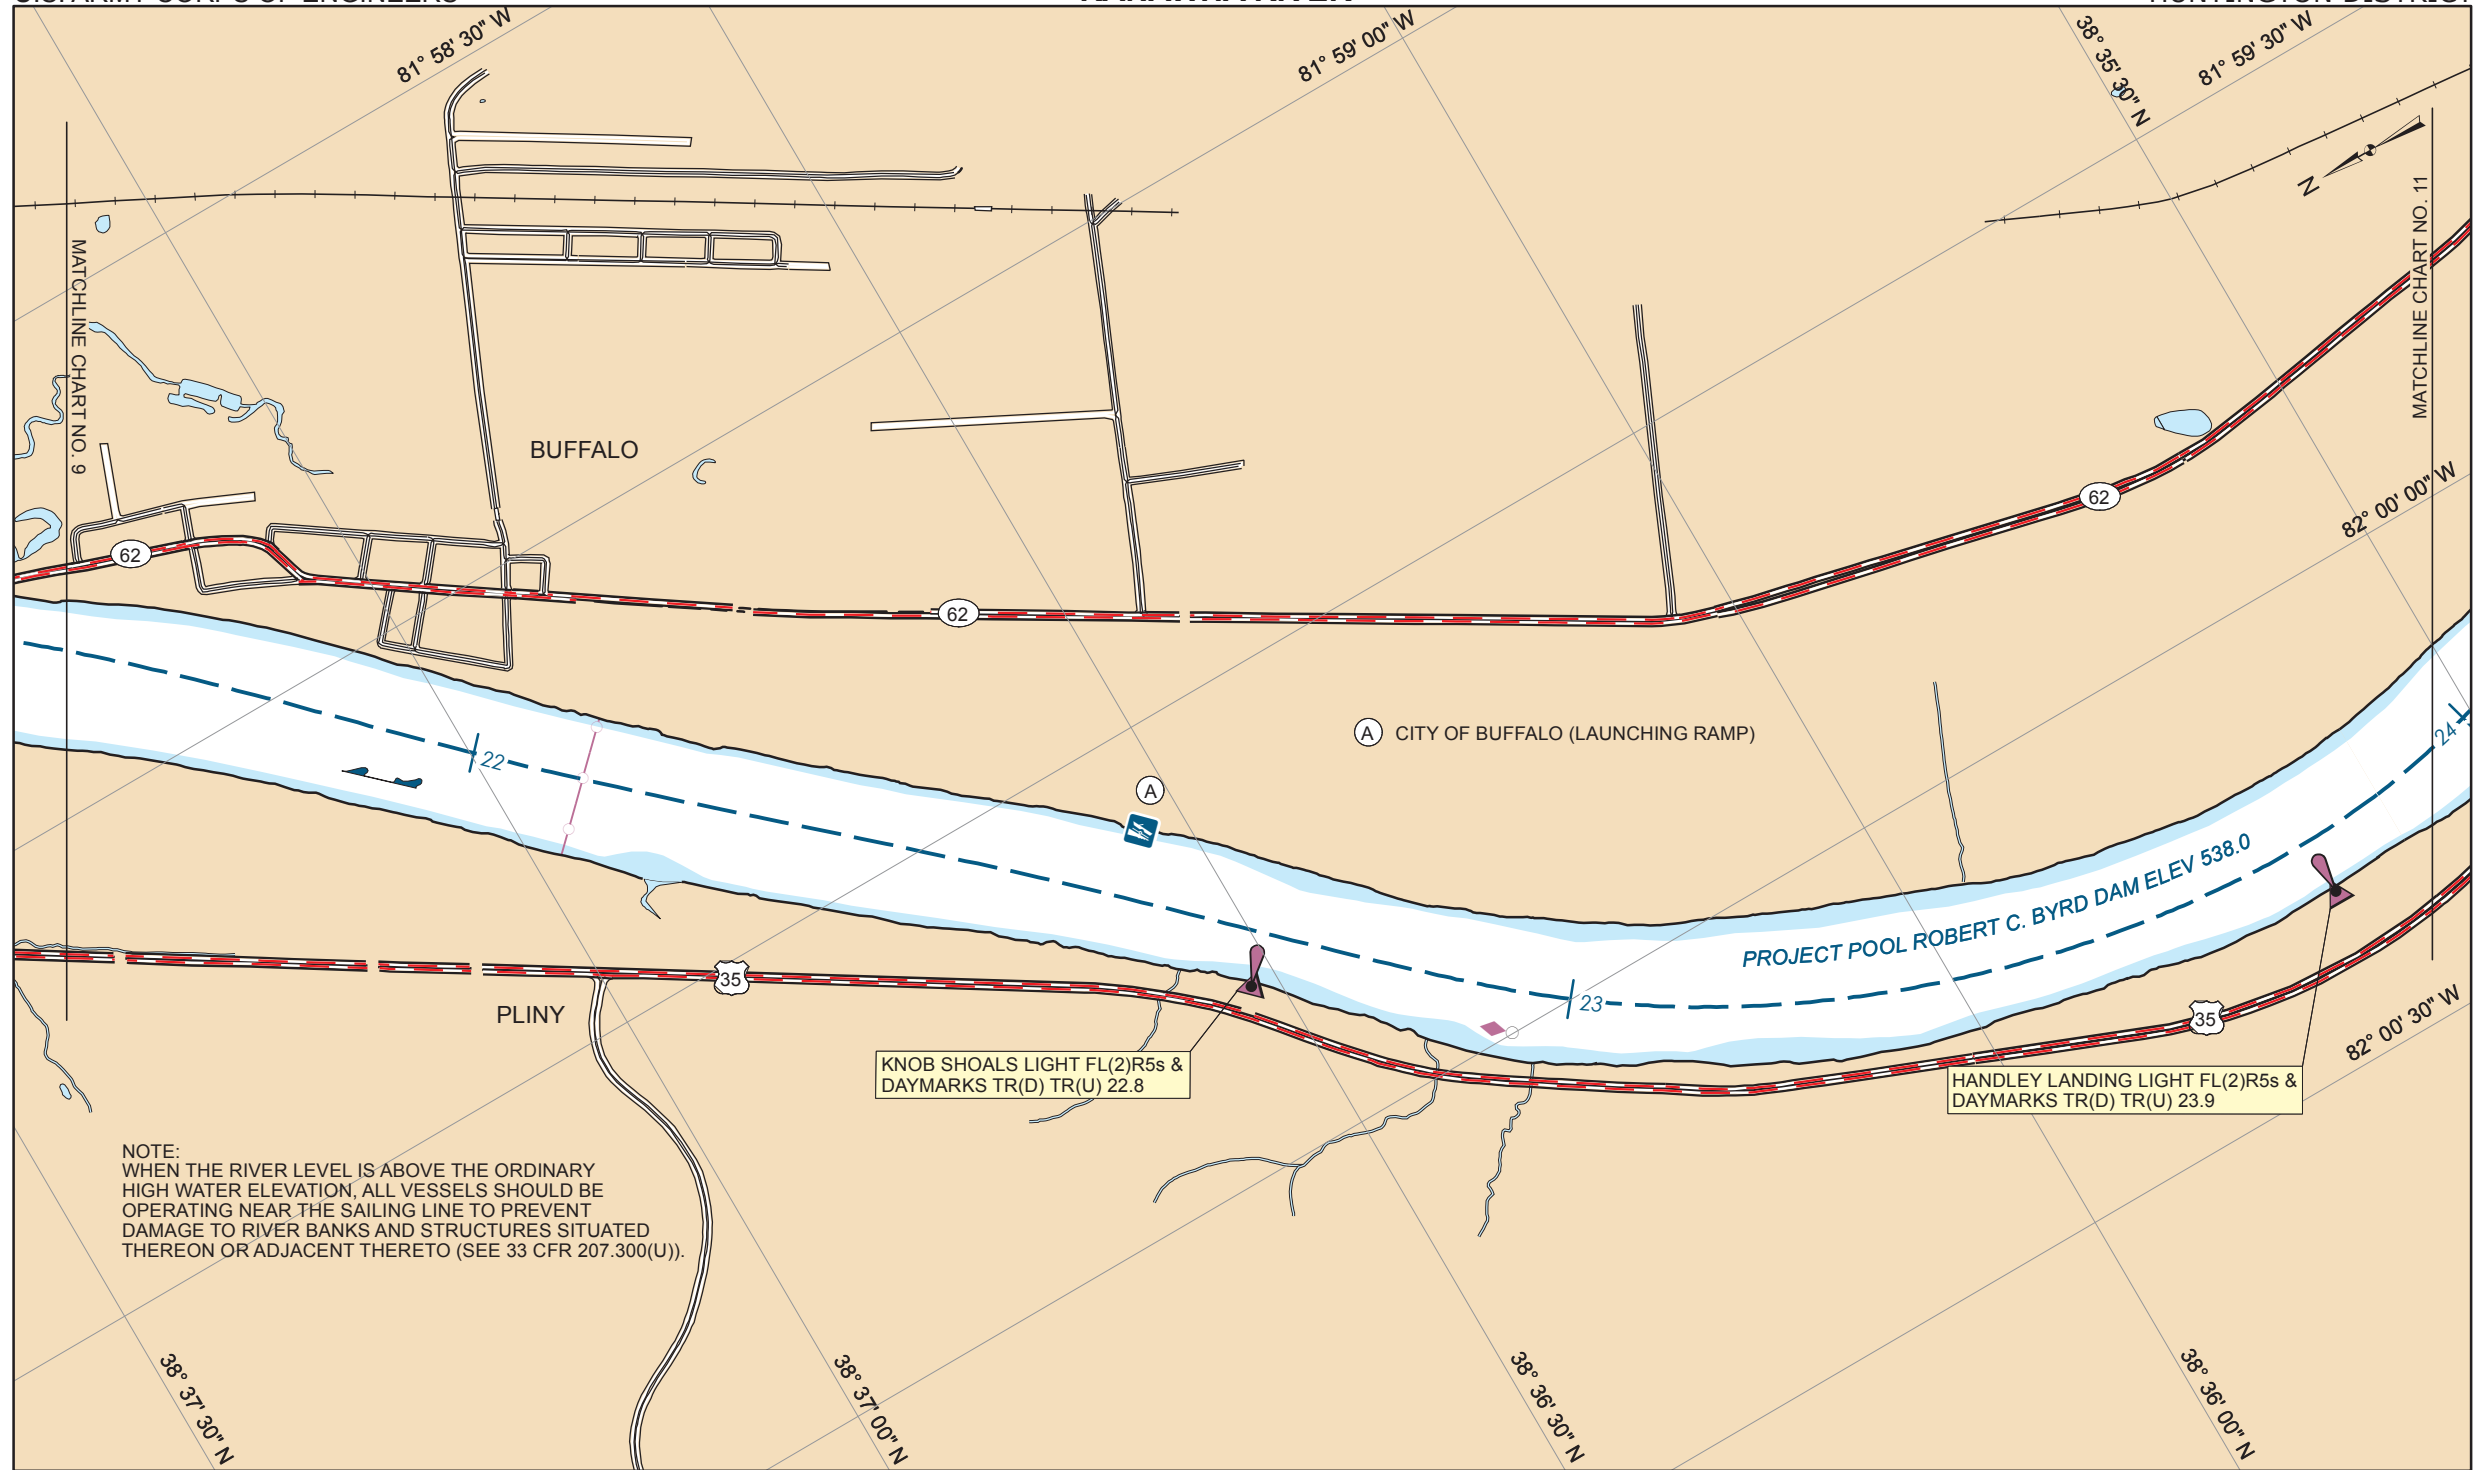 81° 58' 30" W
81° 59' 00" W
38° 35' 30" N
81° 59' 30" W
N
MATCHLINE CHART NO. 9
MATCHLINE CHART NO. 11
BUFFALO
62
62
62
82° 00' 00" W
A CITY OF BUFFALO (LAUNCHING RAMP)
22
A
24
PROJECT POOL ROBERT C. BYRD DAM ELEV 538.0
23
35
35
PLINY
82° 00' 30" W
KNOB SHOALS LIGHT FL(2)R5s &
DAYMARKS TR(D) TR(U) 22.8
HANDLEY LANDING LIGHT FL(2)R5s &
DAYMARKS TR(D) TR(U) 23.9
NOTE:
WHEN THE RIVER LEVEL IS ABOVE THE ORDINARY
HIGH WATER ELEVATION, ALL VESSELS SHOULD BE
OPERATING NEAR THE SAILING LINE TO PREVENT
DAMAGE TO RIVER BANKS AND STRUCTURES SITUATED
THEREON OR ADJACENT THERETO (SEE 33 CFR 207.300(U)).
38° 37' 30" N
38° 37' 00" N
38° 36' 30" N
38° 36' 00" N